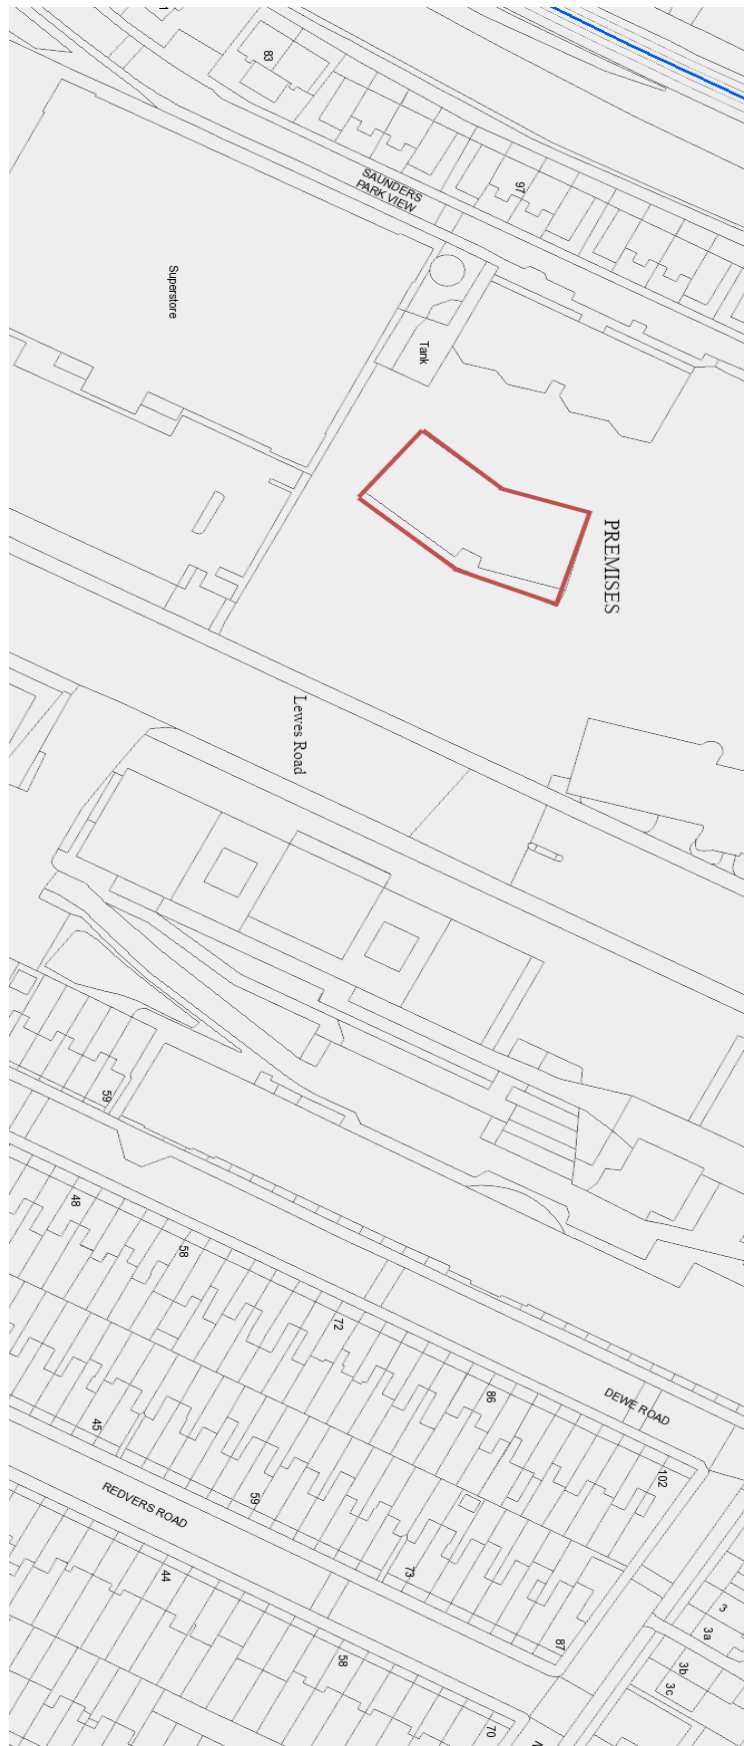 83
97
SAUNDERS
PARK VIEW
Superstore
Tank
PREMISES
Lewes Road
59
48
58
72
86
DEWE ROAD
102
45
59
73
87
REDVERS ROAD
44
58
70
3
3a
3b
3c